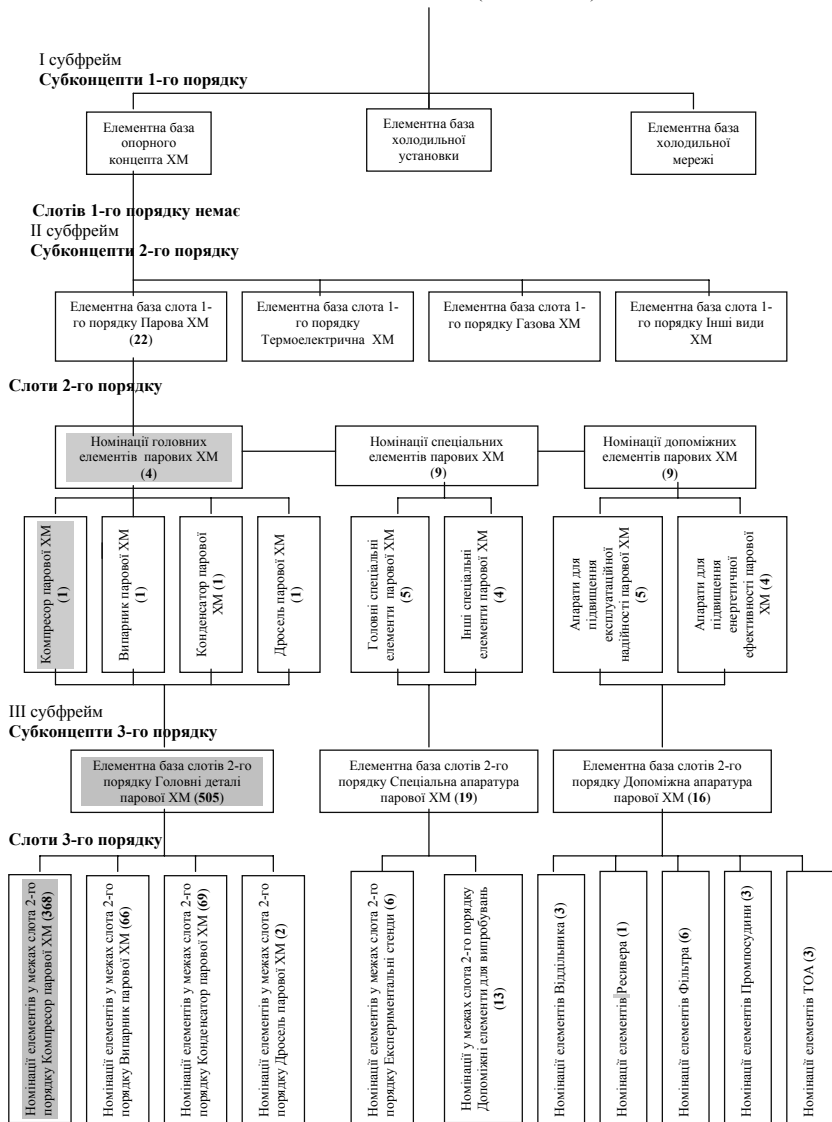 I субфрейм
Субконцепти 1-го порядку
Елементна база
опорного
концепта ХМ
Елементна база
холодильної
установки
Елементна база
холодильної
мережі
Слотів 1-го порядку немає
II субфрейм
Субконцепти 2-го порядку
Елементна база слота 1-
го порядку Парова ХМ
(22)
Елементна база слота 1-
го порядку
Термоелектрична ХМ
Елементна база слота 1-
го порядку Газова ХМ
Елементна база слота 1-
го порядку Інші види
ХМ
Слоти 2-го порядку
Номінації головних
елементів парових ХМ
(4)
Номінації спеціальних
елементів парових ХМ
(9)
Номінації допоміжних
елементів парових ХМ
(9)
Компресор парової ХМ
(1)
Випарник парової ХМ
(1)
Конденсатор парової
ХМ (1)
Дросель парової ХМ
(1)
Головні спеціальні
елементи парової ХМ
(5)
Інші спеціальні
елементи парової ХМ
(4)
Апарати для
підвищення
експлуатаційної
надійності парової ХМ
(5)
Апарати для
підвищення
енергетичної
ефективності парової
ХМ (4)
III субфрейм
Субконцепти 3-го порядку
Елементна база слотів 2-го
порядку Головні деталі
парової ХМ (505)
Елементна база слотів 2-го
порядку Спеціальна апаратура
парової ХМ (19)
Елементна база слотів 2-го
порядку Допоміжна апаратура
парової ХМ (16)
Слоти 3-го порядку
Номінації елементів у межах слота 2-го
порядку Компресор парової ХМ (368)
Номінації елементів у межах слота 2-го
порядку Випарник парової ХМ (66)
Номінації елементів у межах слота 2-го
порядку Конденсатор парової ХМ (69)
Номінації елементів у межах слота 2-го
порядку Дросель парової ХМ (2)
Номінації елементів у межах слота 2-го
порядку Експериментальні стенди (6)
Номінації у межах слота 2-го порядку
Допоміжні елементи для випробувань
(13)
Номінації елементів Віддільника (3)
Номінації елементів Ресивера (1)
Номінації елементів Фільтра (6)
Номінації елементів Промпосудини (3)
Номінації елементів ТОА (3)